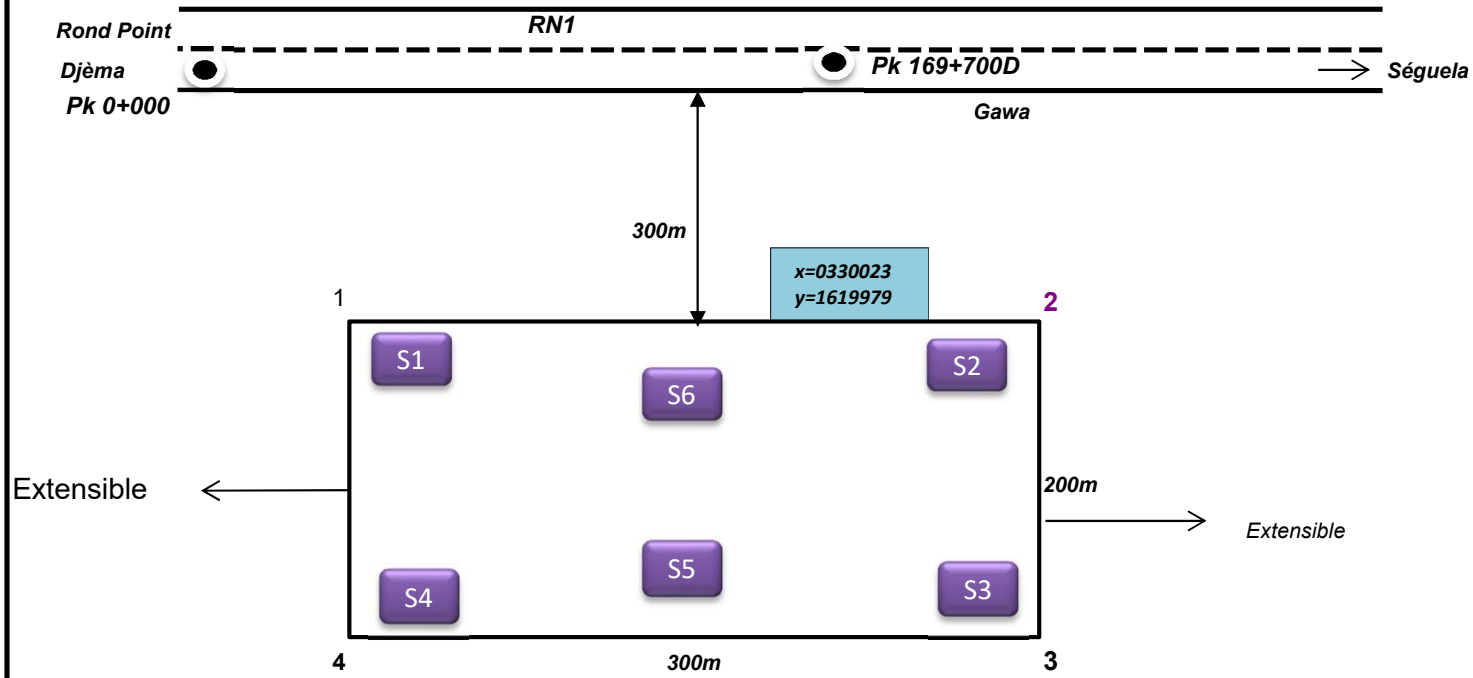 RN1
Rond Point
Djèma
Pk 0+000
Pk 169+700D
Séguela
Gawa
300m
x=0330023
y=1619979
1
2
S1
S6
S2
Extensible
200m
Extensible
S4
S5
S3
4
300m
3